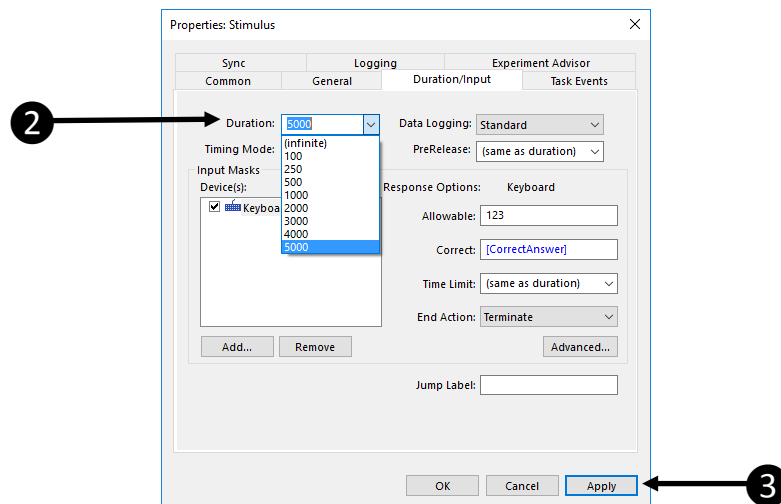 Properties: Stimulus
Sync Logging Experiment Advisor
Common General Duration/Input Task Events
2
Duration: 5000 Data Logging: Standard
Timing Mode: PreRelease: (same as duration)
(infinite)
100
250
500
1000
2000
3000
4000
5000
Input Masks
Device(s): Response Options: Keyboard
Allowable: 123
Correct: [CorrectAnswer]
Time Limit: (same as duration)
End Action: Terminate
Add... Remove Advanced...
Jump Label:
OK Cancel Apply
3